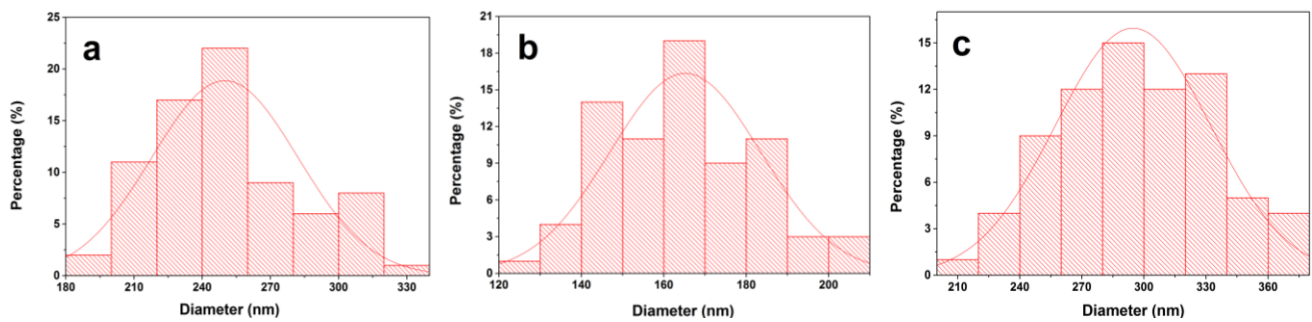 a
Percentage (%)
25
20
15
10
5
0
180 210 240 270 300 330
Diameter (nm)
b
Percentage (%)
21
18
15
12
9
6
3
0
120 140 160 180 200
Diameter (nm)
c
Percentage (%)
15
12
9
6
3
0
210 240 270 300 330 360
Diameter (nm)